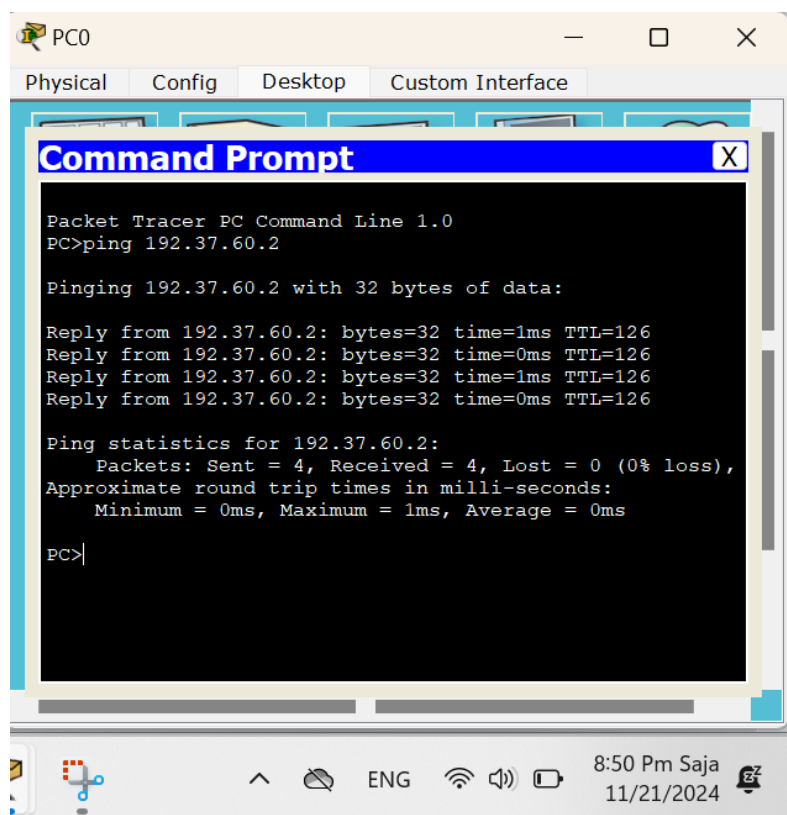 PC0
Physical Config Desktop Custom Interface
Command Prompt X
Packet Tracer PC Command Line 1.0
PC>ping 192.37.60.2
Pinging 192.37.60.2 with 32 bytes of data:
Reply from 192.37.60.2: bytes=32 time=1ms TTL=126
Reply from 192.37.60.2: bytes=32 time=0ms TTL=126
Reply from 192.37.60.2: bytes=32 time=1ms TTL=126
Reply from 192.37.60.2: bytes=32 time=0ms TTL=126
Ping statistics for 192.37.60.2:
Packets: Sent = 4, Received = 4, Lost = 0 (0% loss),
Approximate round trip times in milli-seconds:
Minimum = 0ms, Maximum = 1ms, Average = 0ms
PC>
ENG 8:50 Pm Saja
11/21/2024